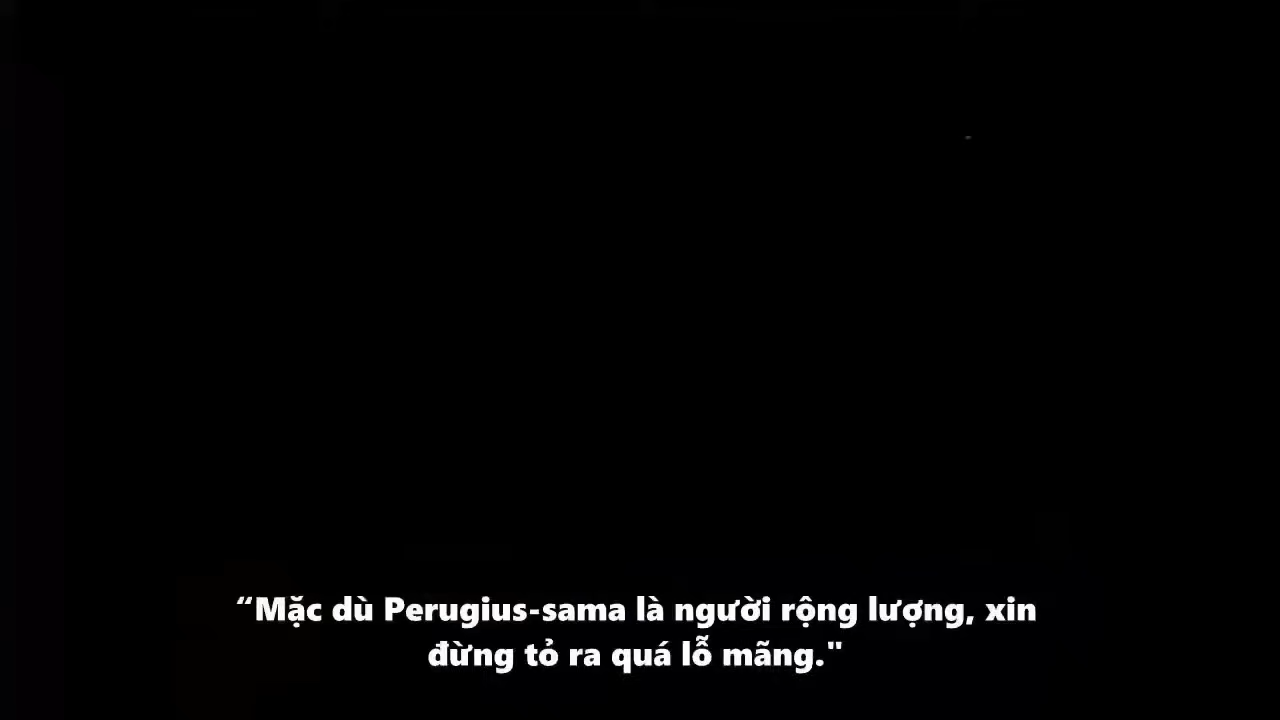 “Mặc dù Perugius-sama là người rộng lượng, xin
đừng tỏ ra quá lỗ mãng."